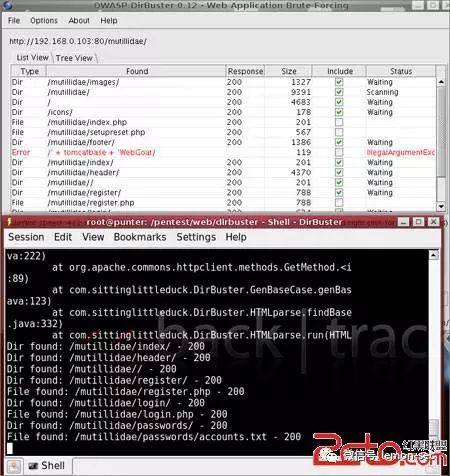 OWASP DirBuster 0.12 - Web Application Brute Forcing
File Options About Help
http://192.168.0.103:80/mutillidae/
List View Tree View
Type Found Response Size Include Status
Dir /mutillidae/images/ 200 1327 Waiting
Dir /mutillidae/ 200 9391 Scanning
Dir / 200 4683 Waiting
Dir /icons/ 200 178 Waiting
File /mutillidae/index.php 200 201
File /mutillidae/setupreset.php 200 567
Dir /mutillidae/footer/ 200 1386 Waiting
Error /' + tomcatbase + 'WebGoat/ 119 IllegalArgumentExc
Dir /mutillidae/index/ 200 201 Waiting
Dir /mutillidae/header/ 200 4370 Waiting
Dir /mutillidae// 200 201 Waiting
Dir /mutillidae/register/ 200 788 Waiting
File /mutillidae/register.php 200 788
root@punter: /pentest/web/dirbuster - Shell - DirBuster
Session Edit View Bookmarks Settings Help
va:222)
at org.apache.commons.httpclient.methods.GetMethod.<i
:89)
at com.sittinglittleduck.DirBuster.GenBaseCase.genBas
ava:123)
at com.sittinglittleduck.DirBuster.HTMLparse.findBase
.java:332)
at com.sittinglittleduck.DirBuster.HTMLparse.run(HTML
Dir found: /mutillidae/index/ - 200
Dir found: /mutillidae/header/ - 200
Dir found: /mutillidae// - 200
Dir found: /mutillidae/register/ - 200
File found: /mutillidae/register.php - 200
Dir found: /mutillidae/login/ - 200
File found: /mutillidae/login.php - 200
Dir found: /mutillidae/passwords/ - 200
File found: /mutillidae/passwords/accounts.txt - 200
back | track
Shell